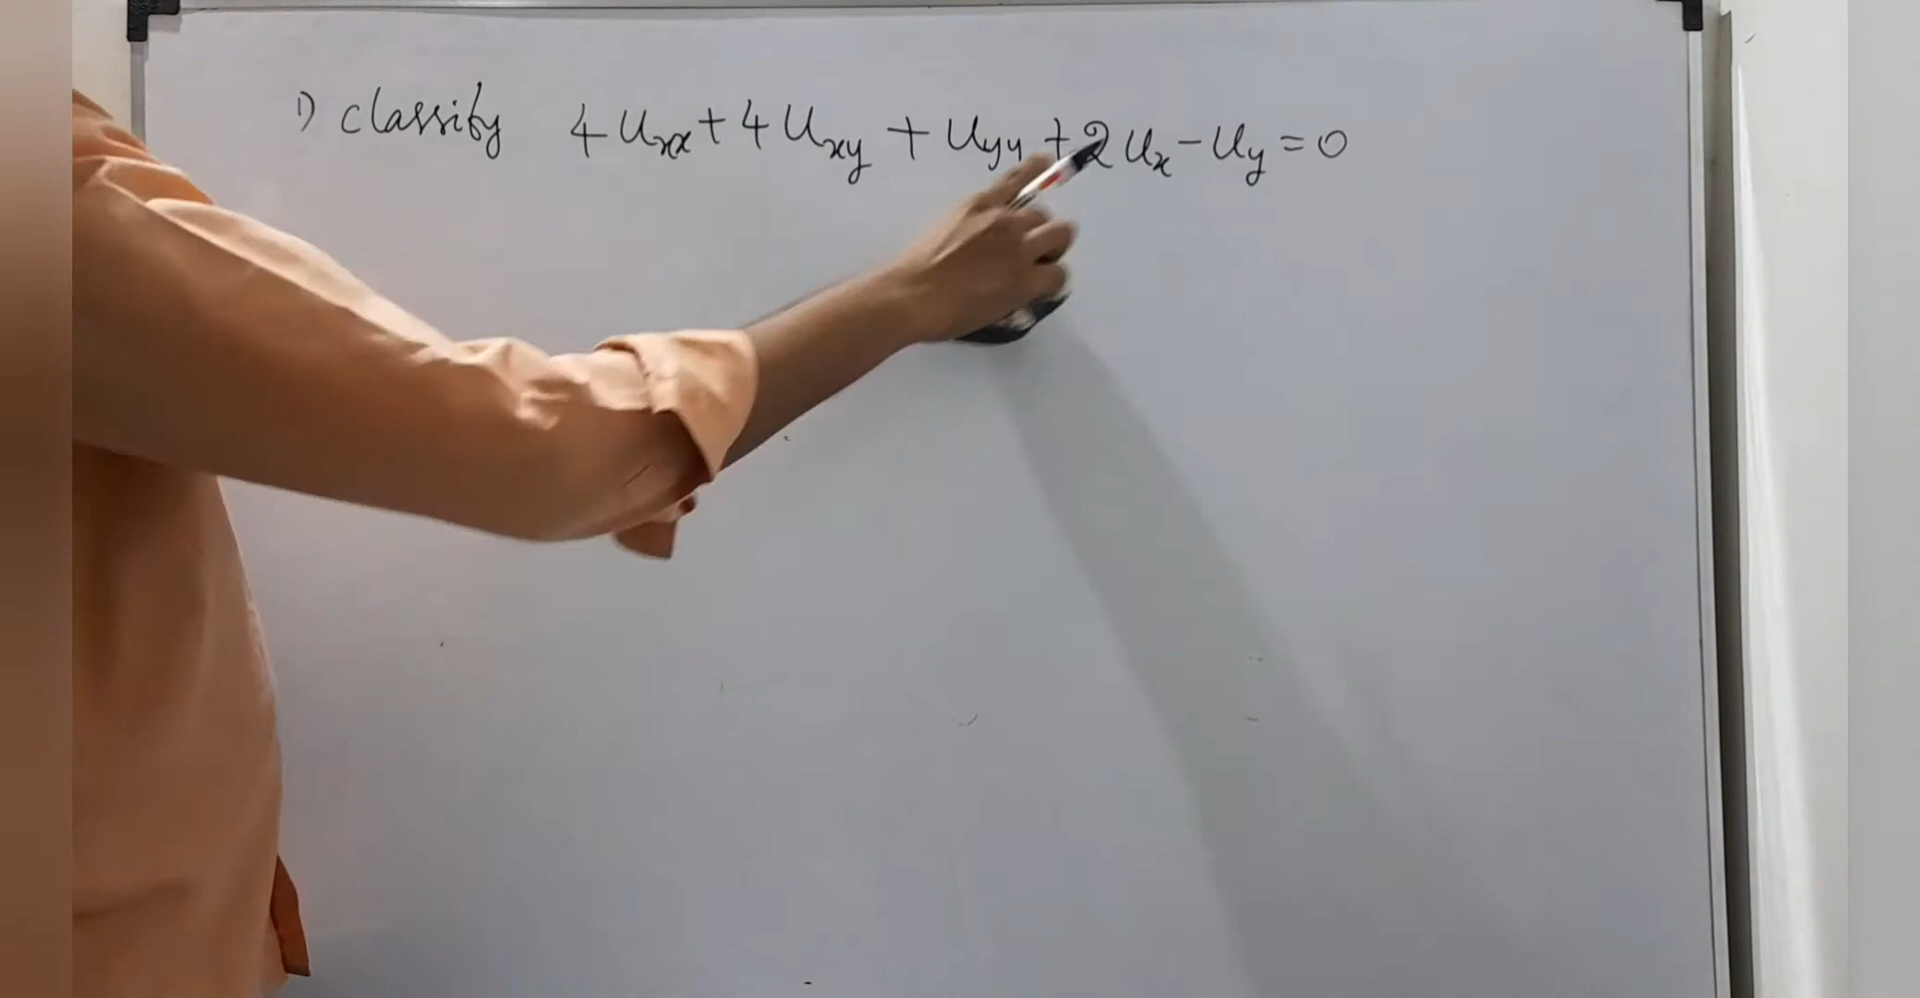 1) classify 4 Uxx + 4 Uxy + Uyy + 2 Ux - Uy = 0